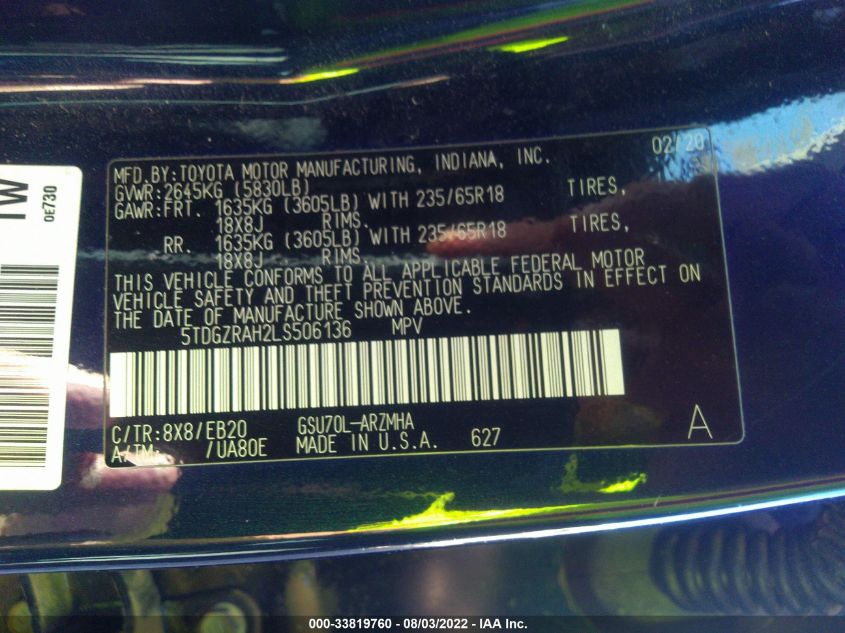 1W
0E730
MFD.BY:TOYOTA MOTOR MANUFACTURING, INDIANA, INC. 02/20
GVWR:2645KG (5830LB)
GAWR:FRT. 1635KG (3605LB) WITH 235/65R18 TIRES,
18X8J RIMS.
RR. 1635KG (3605LB) WITH 235/65R18 TIRES,
18X8J RIMS.
THIS VEHICLE CONFORMS TO ALL APPLICABLE FEDERAL MOTOR
VEHICLE SAFETY AND THEFT PREVENTION STANDARDS IN EFFECT ON
THE DATE OF MANUFACTURE SHOWN ABOVE.
5TDGZRAH2LS506136 MPV
C/TR:8X8/EB20 GSU70L-ARZMHA
A/TM: /UA80E MADE IN U.S.A. 627 A
000-33819760 - 08/03/2022 - IAA Inc.